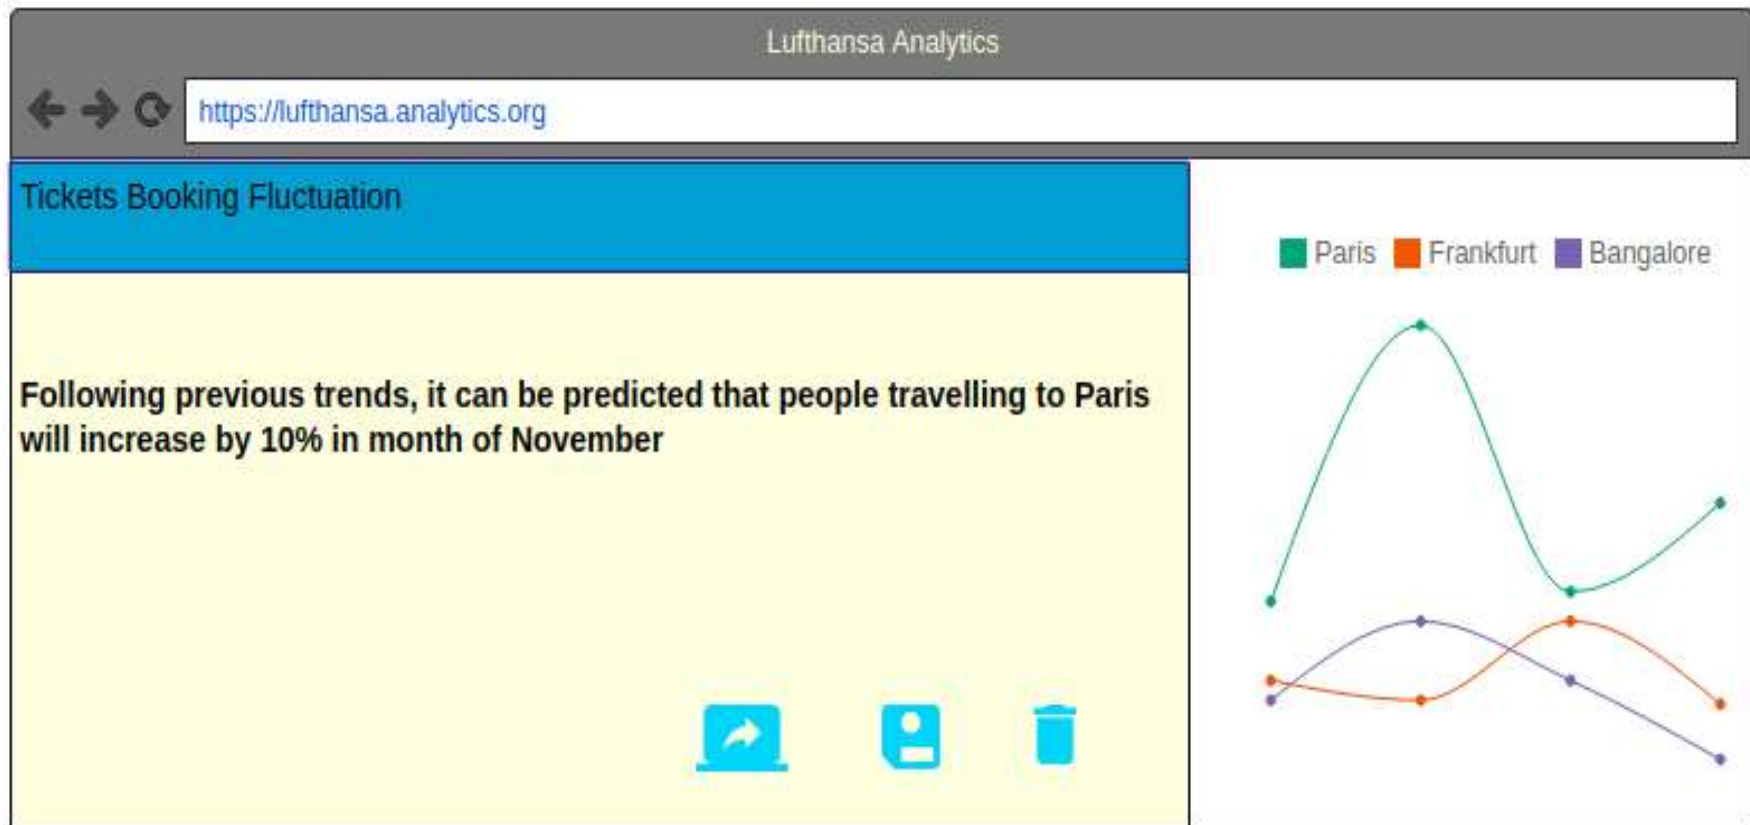 Lufthansa Analytics
https://lufthansa.analytics.org
Tickets Booking Fluctuation
Following previous trends, it can be predicted that people travelling to Paris
will increase by 10% in month of November
Paris Frankfurt Bangalore